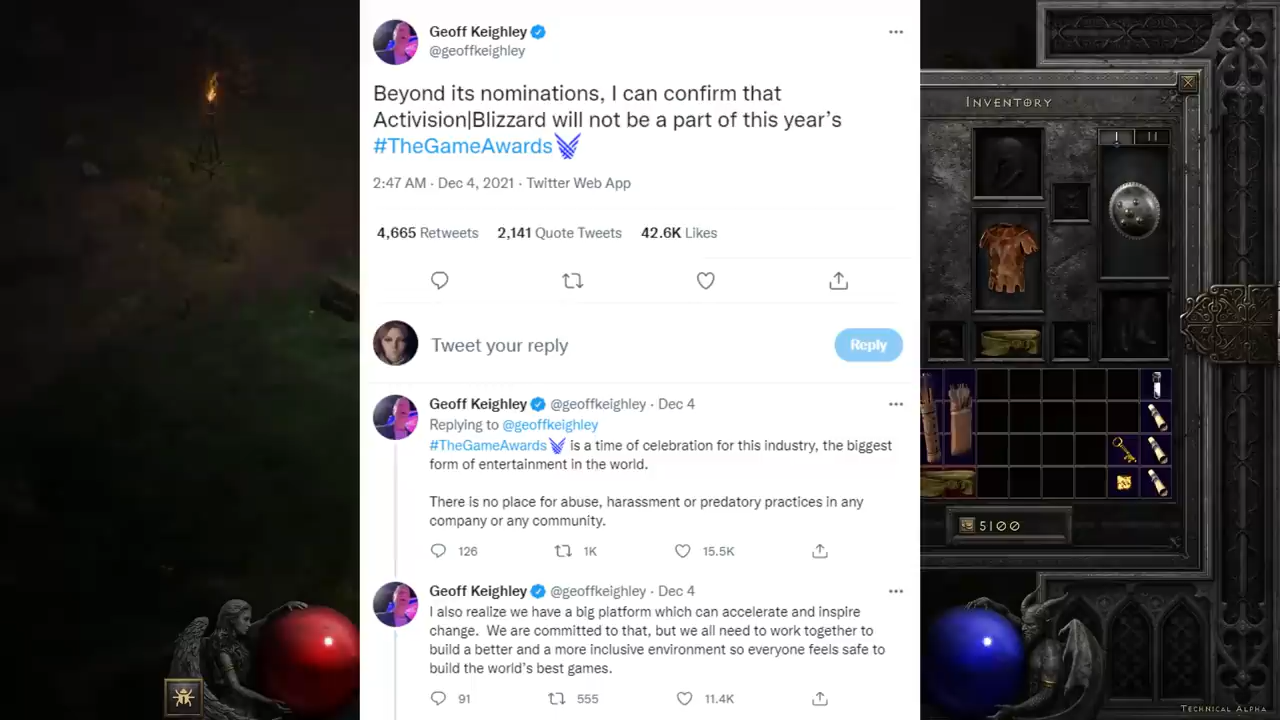 Geoff Keighley
@geoffkeighley
Beyond its nominations, I can confirm that
Activision|Blizzard will not be a part of this year’s
#TheGameAwards
2:47 AM · Dec 4, 2021 · Twitter Web App
4,665 Retweets 2,141 Quote Tweets 42.6K Likes
Tweet your reply
Reply
Geoff Keighley @geoffkeighley · Dec 4
Replying to @geoffkeighley
#TheGameAwards is a time of celebration for this industry, the biggest
form of entertainment in the world.
There is no place for abuse, harassment or predatory practices in any
company or any community.
126 1K 15.5K
Geoff Keighley @geoffkeighley · Dec 4
I also realize we have a big platform which can accelerate and inspire
change. We are committed to that, but we all need to work together to
build a better and a more inclusive environment so everyone feels safe to
build the world’s best games.
91 555 11.4K
Inventory
I II
5100
Technical Alpha